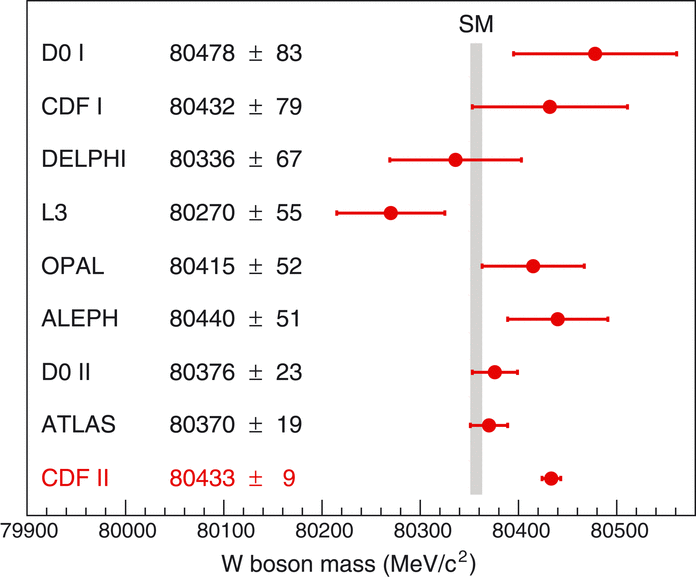 SM
D0 I 80478 ± 83
CDF I 80432 ± 79
DELPHI 80336 ± 67
L3 80270 ± 55
OPAL 80415 ± 52
ALEPH 80440 ± 51
D0 II 80376 ± 23
ATLAS 80370 ± 19
CDF II 80433 ± 9
79900 80000 80100 80200 80300 80400 80500
W boson mass (MeV/c²)